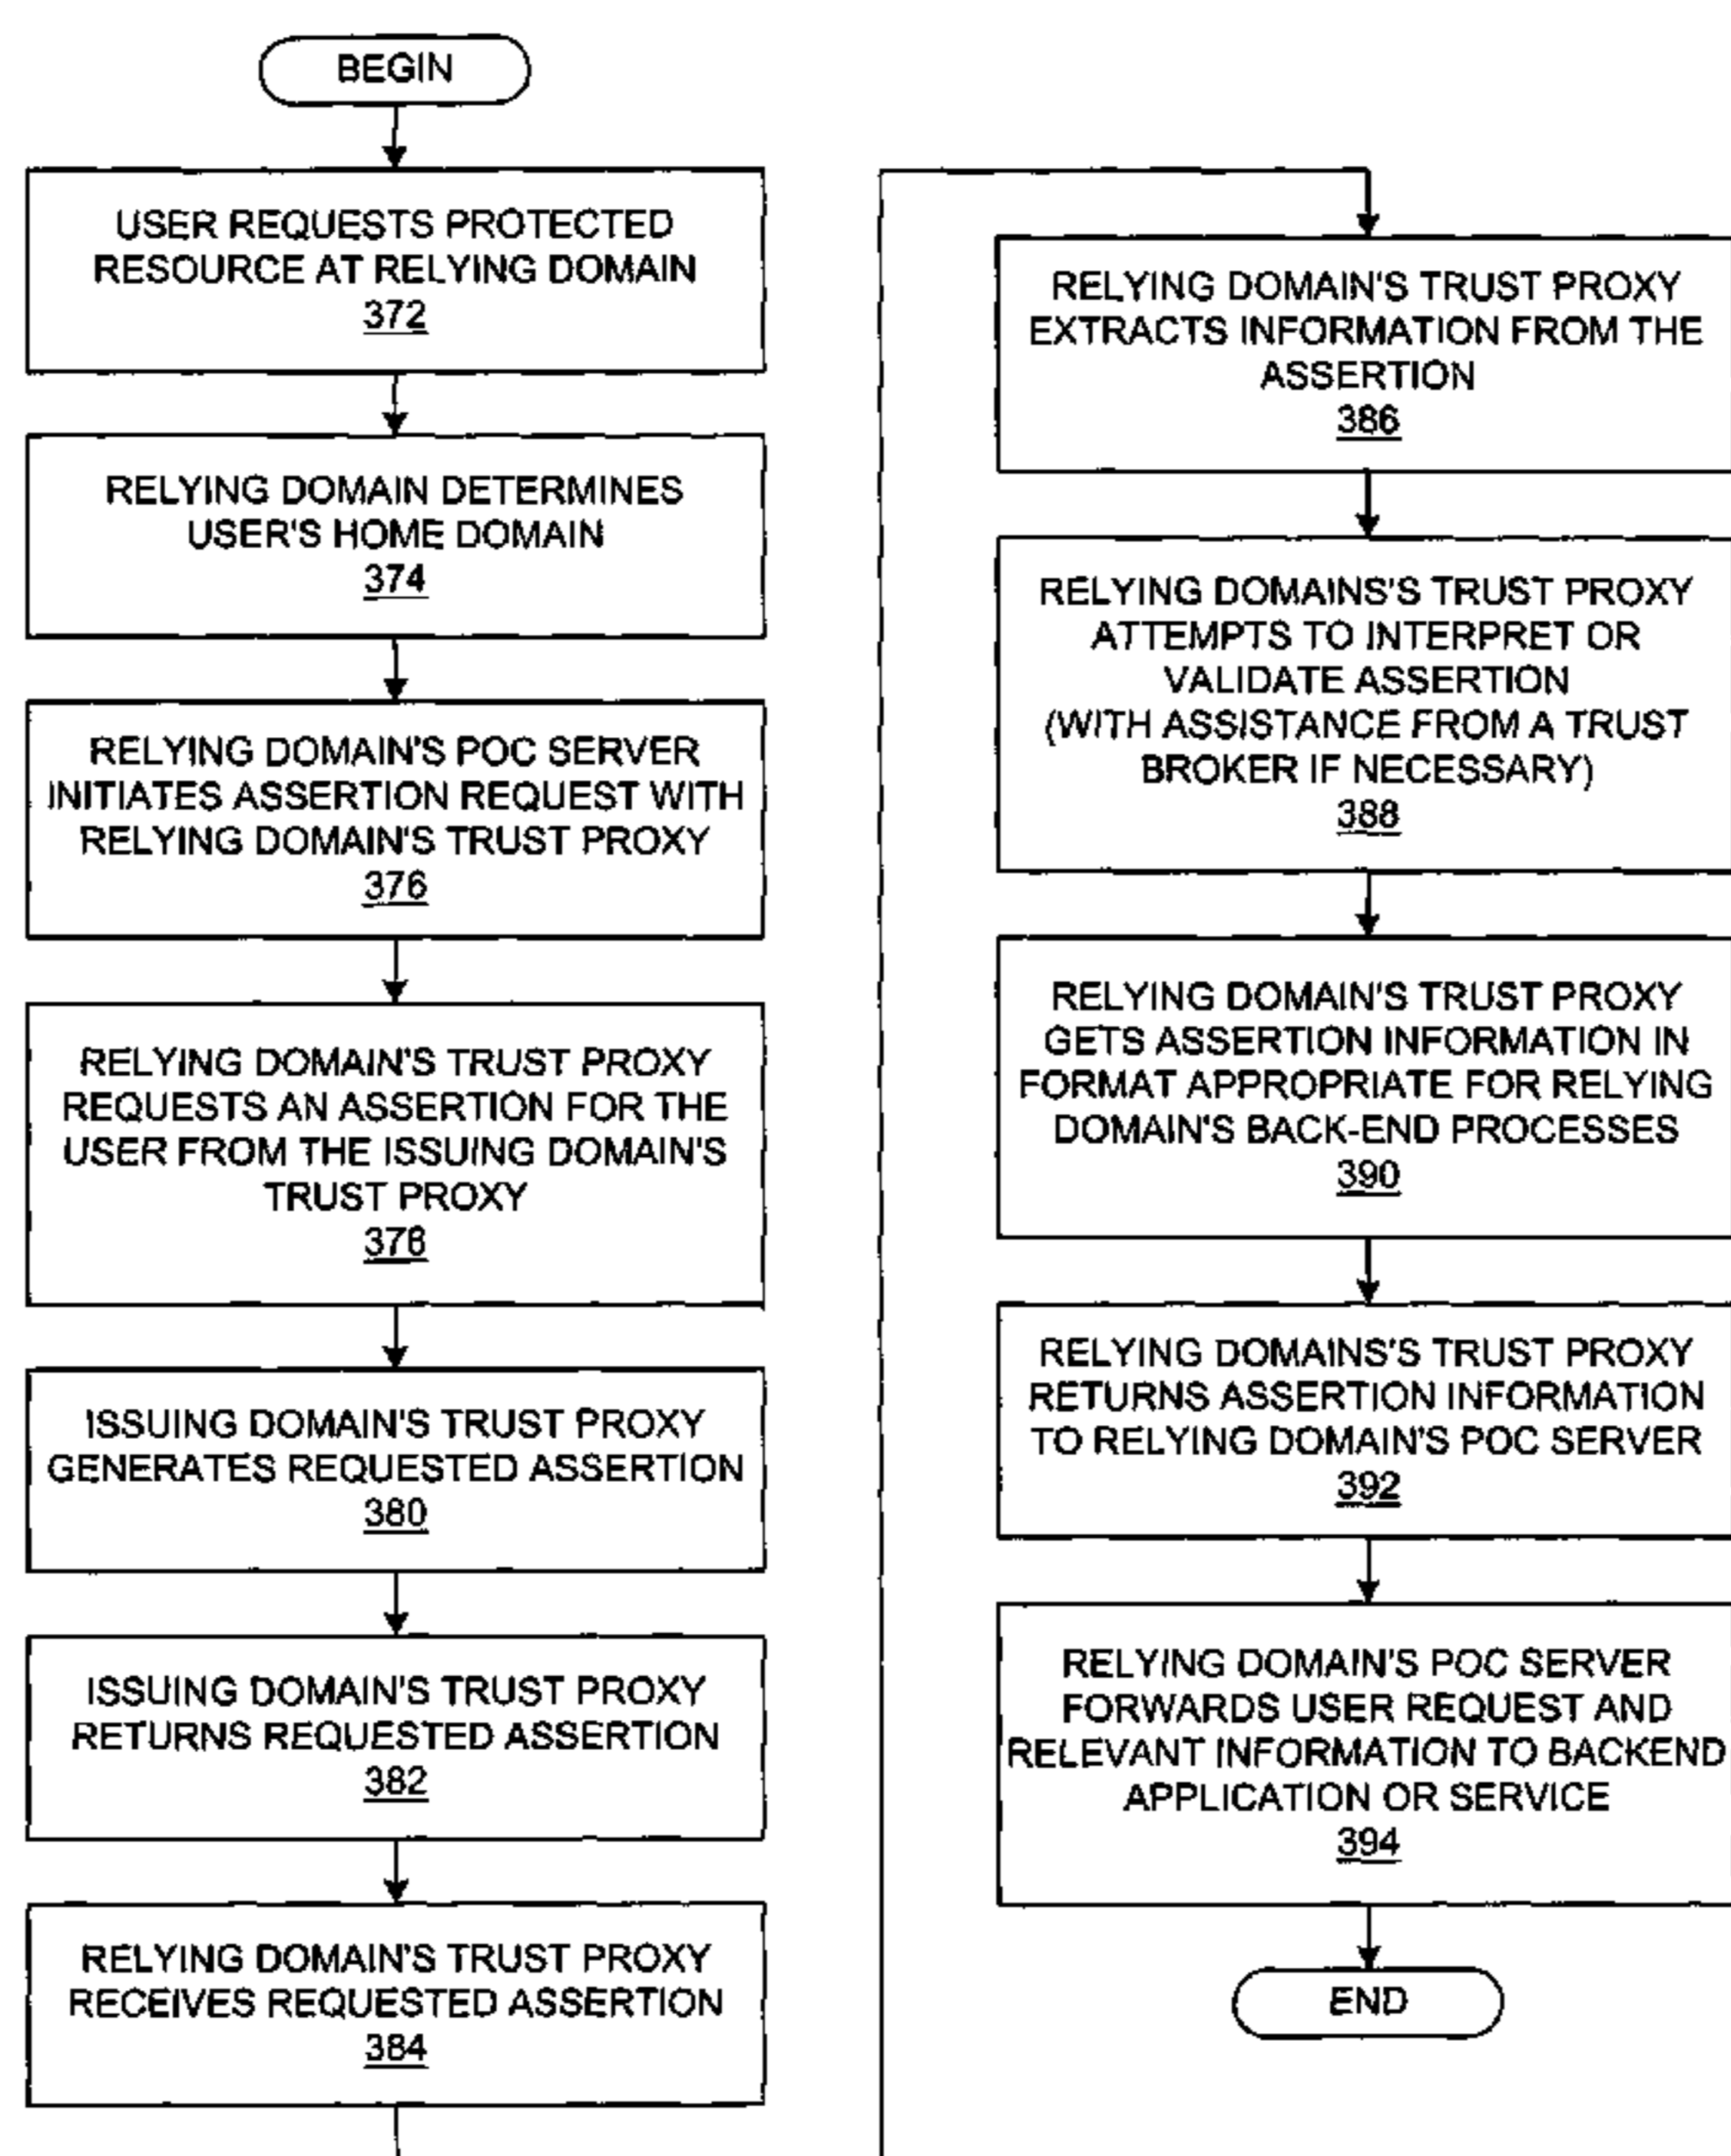 BEGIN
USER REQUESTS PROTECTED
RESOURCE AT RELYING DOMAIN
372
RELYING DOMAIN DETERMINES
USER'S HOME DOMAIN
374
RELYING DOMAIN'S POC SERVER
INITIATES ASSERTION REQUEST WITH
RELYING DOMAIN'S TRUST PROXY
376
RELYING DOMAIN'S TRUST PROXY
REQUESTS AN ASSERTION FOR THE
USER FROM THE ISSUING DOMAIN'S
TRUST PROXY
378
ISSUING DOMAIN'S TRUST PROXY
GENERATES REQUESTED ASSERTION
380
ISSUING DOMAIN'S TRUST PROXY
RETURNS REQUESTED ASSERTION
382
RELYING DOMAIN'S TRUST PROXY
RECEIVES REQUESTED ASSERTION
384
RELYING DOMAIN'S TRUST PROXY
EXTRACTS INFORMATION FROM THE
ASSERTION
386
RELYING DOMAINS'S TRUST PROXY
ATTEMPTS TO INTERPRET OR
VALIDATE ASSERTION
(WITH ASSISTANCE FROM A TRUST
BROKER IF NECESSARY)
388
RELYING DOMAIN'S TRUST PROXY
GETS ASSERTION INFORMATION IN
FORMAT APPROPRIATE FOR RELYING
DOMAIN'S BACK-END PROCESSES
390
RELYING DOMAINS'S TRUST PROXY
RETURNS ASSERTION INFORMATION
TO RELYING DOMAIN'S POC SERVER
392
RELYING DOMAIN'S POC SERVER
FORWARDS USER REQUEST AND
RELEVANT INFORMATION TO BACKEND
APPLICATION OR SERVICE
394
END